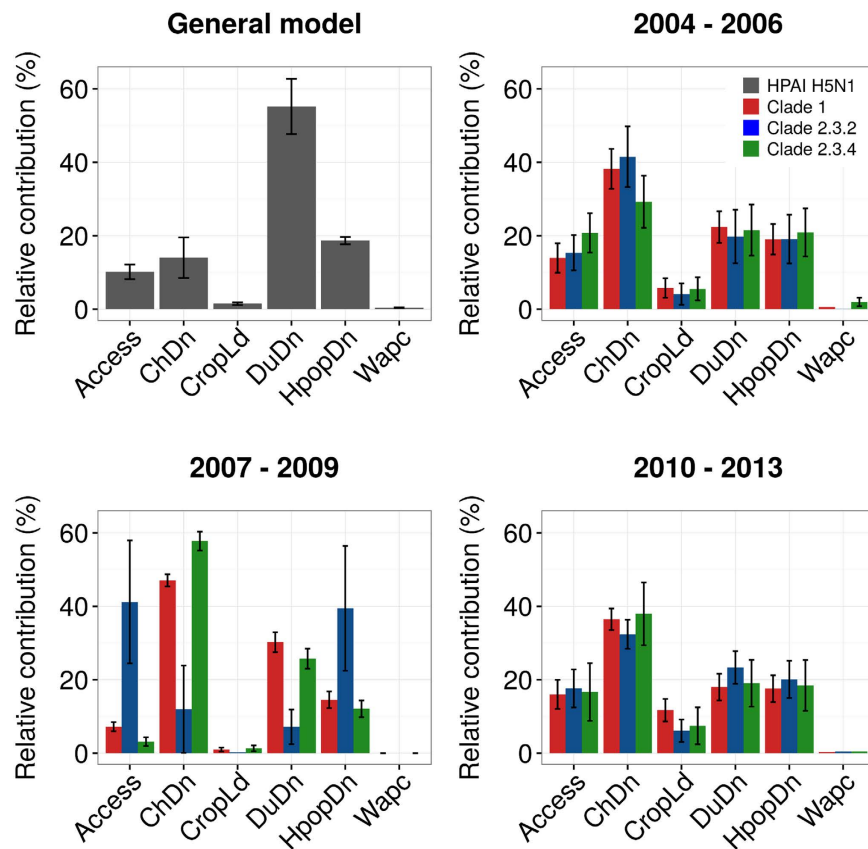 General model
Relative contribution (%)
60
40
20
0
Access
ChDn
CropLd
DuDn
HpopDn
Wapc
2004 - 2006
Relative contribution (%)
60
40
20
0
HPAI H5N1
Clade 1
Clade 2.3.2
Clade 2.3.4
Access
ChDn
CropLd
DuDn
HpopDn
Wapc
2007 - 2009
Relative contribution (%)
60
40
20
0
Access
ChDn
CropLd
DuDn
HpopDn
Wapc
2010 - 2013
Relative contribution (%)
60
40
20
0
Access
ChDn
CropLd
DuDn
HpopDn
Wapc